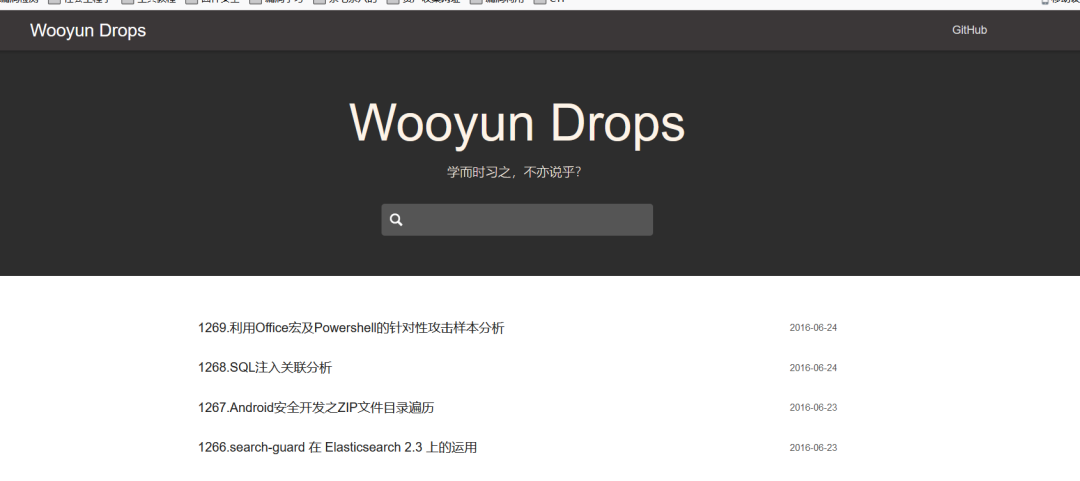 Wooyun Drops
GitHub
Wooyun Drops
学而时习之，不亦说乎？
1269.利用Office宏及Powershell的针对性攻击样本分析 2016-06-24
1268.SQL注入关联分析 2016-06-24
1267.Android安全开发之ZIP文件目录遍历 2016-06-23
1266.search-guard 在 Elasticsearch 2.3 上的运用 2016-06-23